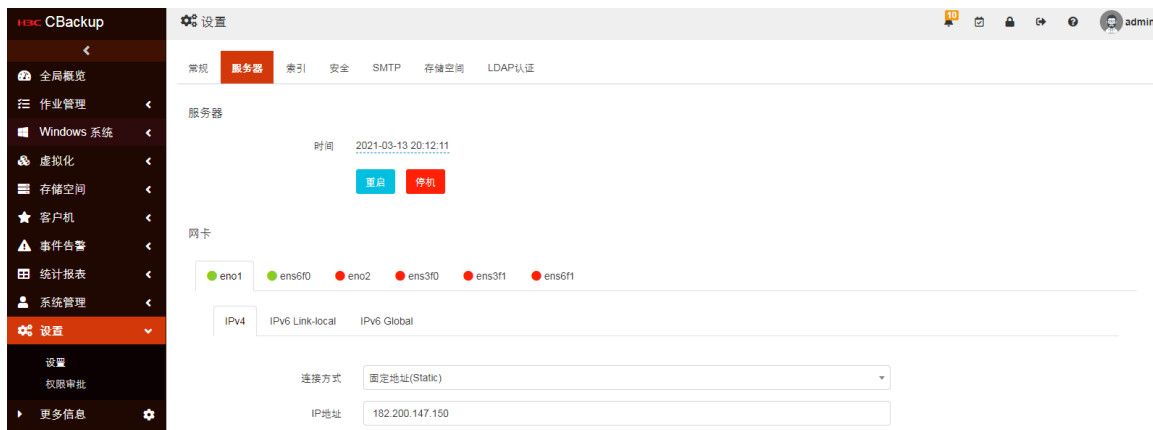 H3C CBackup
设置
10
admin
全局概览
作业管理
Windows 系统
虚拟化
存储空间
客户机
事件告警
统计报表
系统管理
设置
设置
权限审批
更多信息
常规 服务器 索引 安全 SMTP 存储空间 LDAP认证
服务器
时间 2021-03-13 20:12:11
重启 停机
网卡
eno1 ens6f0 eno2 ens3f0 ens3f1 ens6f1
IPv4 IPv6 Link-local IPv6 Global
连接方式 固定地址(Static)
IP地址 182.200.147.150